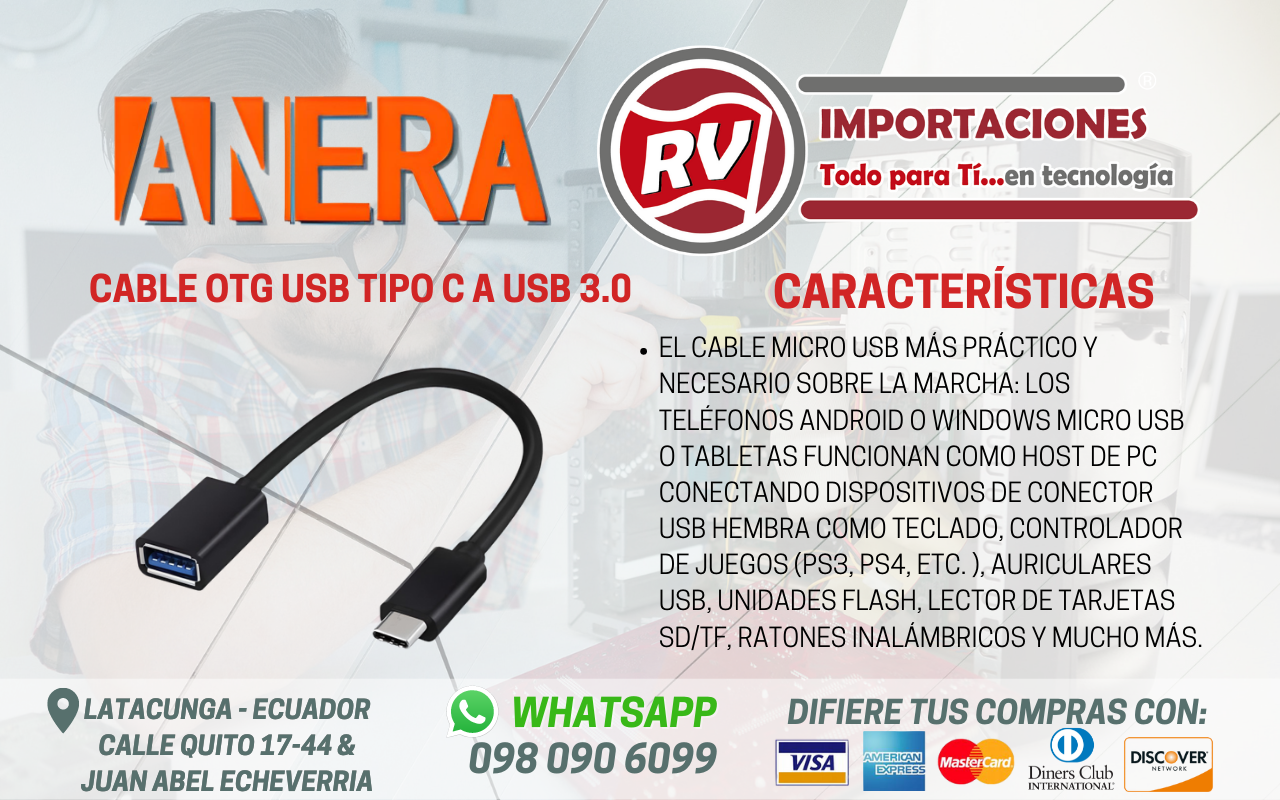 ANERA
RV
®
IMPORTACIONES
Todo para Tí...en tecnología
CABLE OTG USB TIPO C A USB 3.0
CARACTERÍSTICAS
• EL CABLE MICRO USB MÁS PRÁCTICO Y
NECESARIO SOBRE LA MARCHA: LOS
TELÉFONOS ANDROID O WINDOWS MICRO USB
O TABLETAS FUNCIONAN COMO HOST DE PC
CONECTANDO DISPOSITIVOS DE CONECTOR
USB HEMBRA COMO TECLADO, CONTROLADOR
DE JUEGOS (PS3, PS4, ETC. ), AURICULARES
USB, UNIDADES FLASH, LECTOR DE TARJETAS
SD/TF, RATONES INALÁMBRICOS Y MUCHO MÁS.
LATACUNGA - ECUADOR
CALLE QUITO 17-44 &
JUAN ABEL ECHEVERRIA
WHATSAPP
098 090 6099
DIFIERE TUS COMPRAS CON:
VISA
AMERICAN
EXPRESS
MasterCard
Diners Club
INTERNATIONAL
DISCOVER
NETWORK